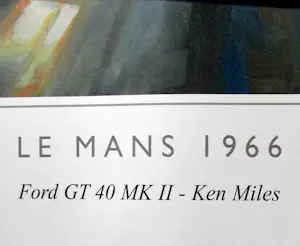 LE MANS 1966
Ford GT 40 MK II - Ken Miles